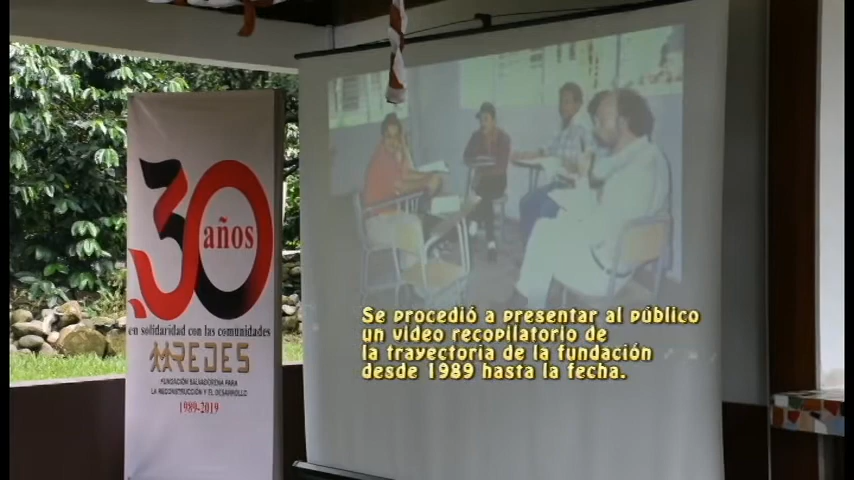 30
años
en solidaridad con las comunidades
REDES
FUNDACIÓN SALVADOREÑA PARA
LA RECONSTRUCCIÓN Y EL DESARROLLO
1989-2019
Se procedió a presentar al público
un video recopilatorio de
la trayectoria de la fundación
desde 1989 hasta la fecha.